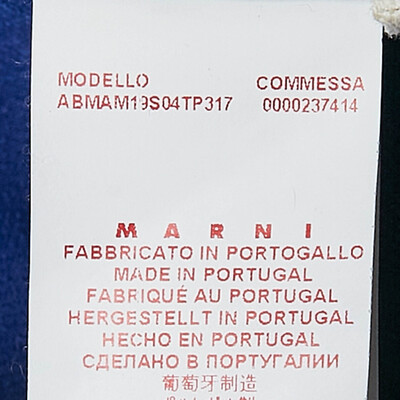 MODELLO COMMESSA
ABMAM19S04TP317 0000237414
MARNI
FABBRICATO IN PORTOGALLO
MADE IN PORTUGAL
FABRIQUÉ AU PORTUGAL
HERGESTELLT IN PORTUGAL
HECHO EN PORTUGAL
СДЕЛАНО В ПОРТУГАЛИИ
葡萄牙制造